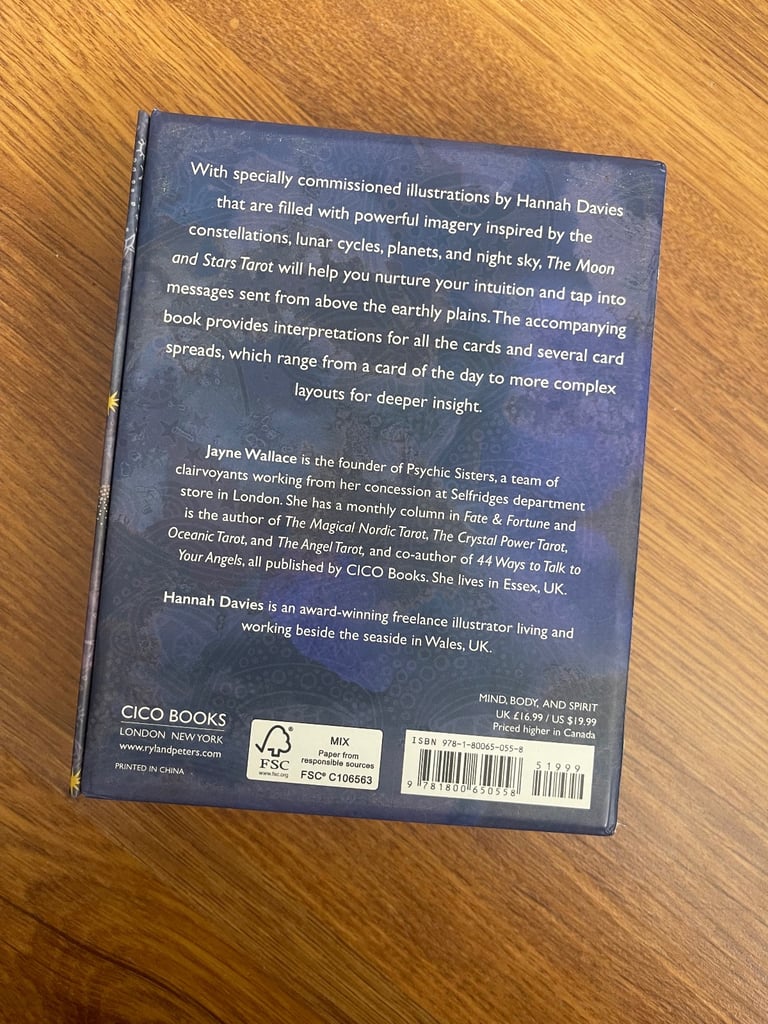 With specially commissioned illustrations by Hannah Davies
that are filled with powerful imagery inspired by the
constellations, lunar cycles, planets, and night sky, The Moon
and Stars Tarot will help you nurture your intuition and tap into
messages sent from above the earthly plains. The accompanying
book provides interpretations for all the cards and several card
spreads, which range from a card of the day to more complex
layouts for deeper insight.
Jayne Wallace is the founder of Psychic Sisters, a team of
clairvoyants working from her concession at Selfridges department
store in London. She has a monthly column in Fate & Fortune and
is the author of The Magical Nordic Tarot, The Crystal Power Tarot,
Oceanic Tarot, and The Angel Tarot, and co-author of 44 Ways to Talk to
Your Angels, all published by CICO Books. She lives in Essex, UK.
Hannah Davies is an award-winning freelance illustrator living and
working beside the seaside in Wales, UK.
CICO BOOKS
LONDON NEW YORK
www.rylandpeters.com
PRINTED IN CHINA
FSC
www.fsc.org
MIX
Paper from
responsible sources
FSC® C106563
MIND, BODY, AND SPIRIT
UK £16.99 / US $19.99
Priced higher in Canada
ISBN 978-1-80065-055-8
51999
9 781800 650558